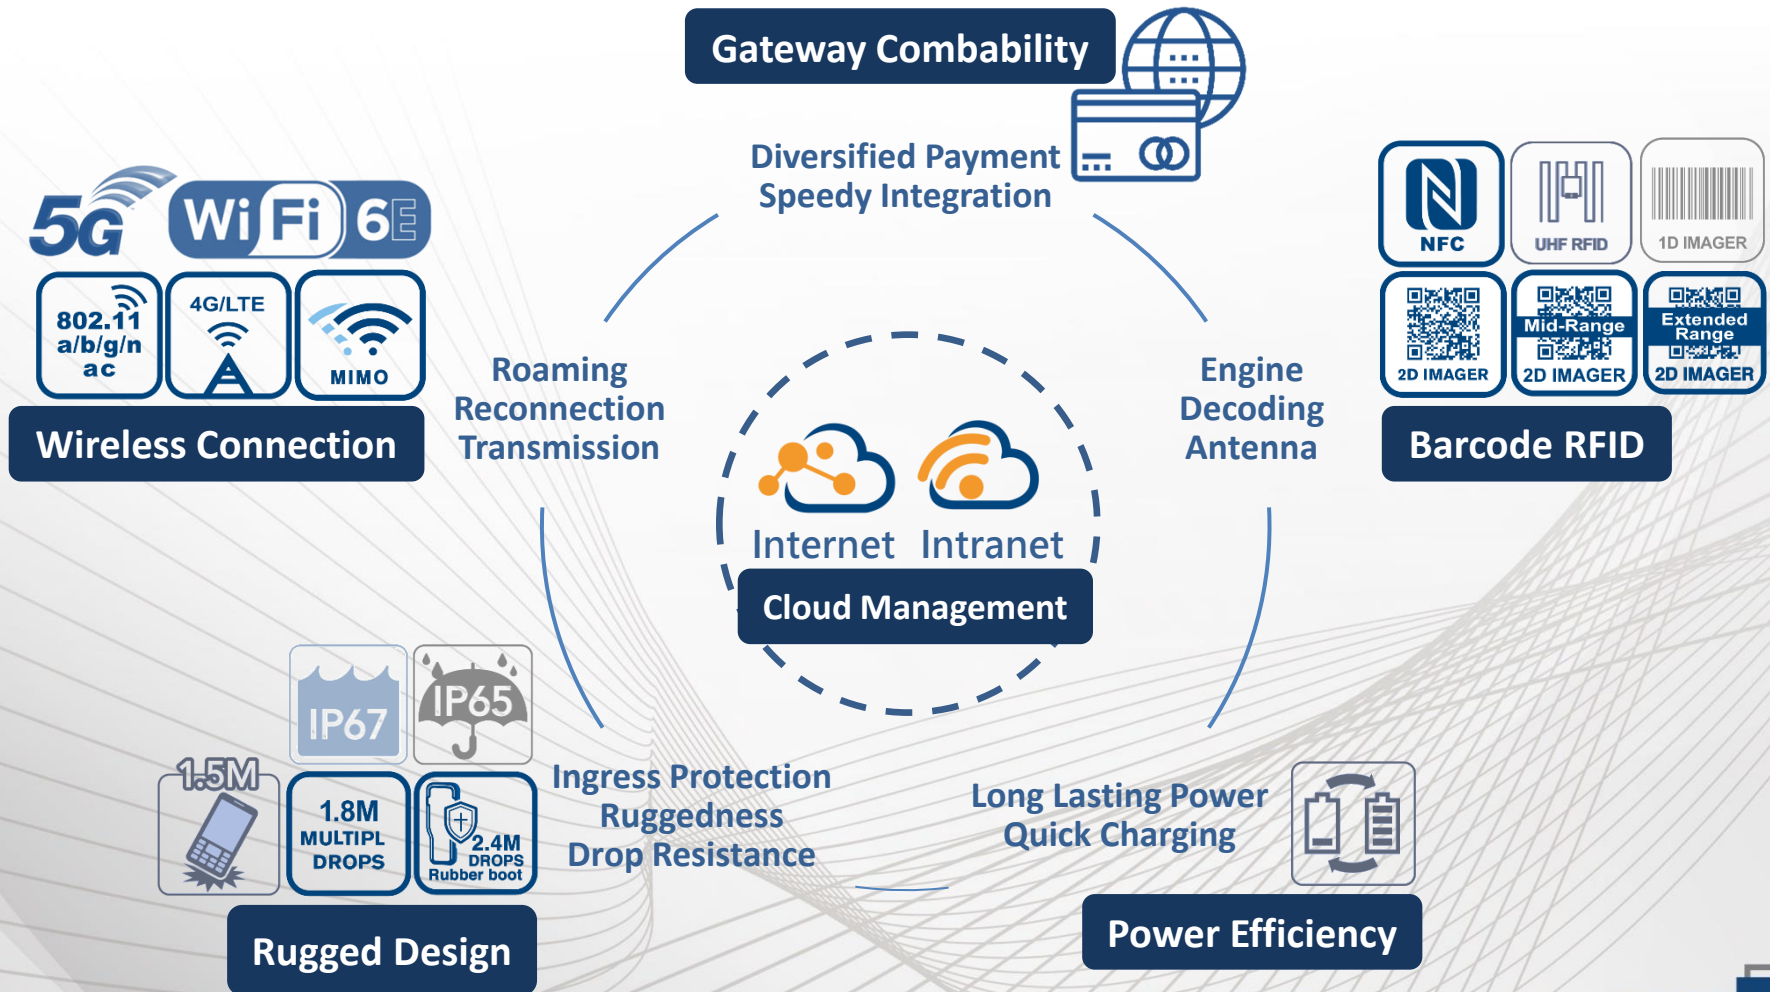 Gateway Combability
Diversified Payment
Speedy Integration
5G
Wi Fi 6E
802.11
a/b/g/n
ac
4G/LTE
MIMO
Wireless Connection
Roaming
Reconnection
Transmission
NFC
UHF RFID
1D IMAGER
2D IMAGER
Mid-Range
2D IMAGER
Extended
Range
2D IMAGER
Barcode RFID
Engine
Decoding
Antenna
Internet
Intranet
Cloud Management
IP67
IP65
1.5M
1.8M
MULTIPL
DROPS
2.4M
DROPS
Rubber boot
Rugged Design
Ingress Protection
Ruggedness
Drop Resistance
Long Lasting Power
Quick Charging
Power Efficiency